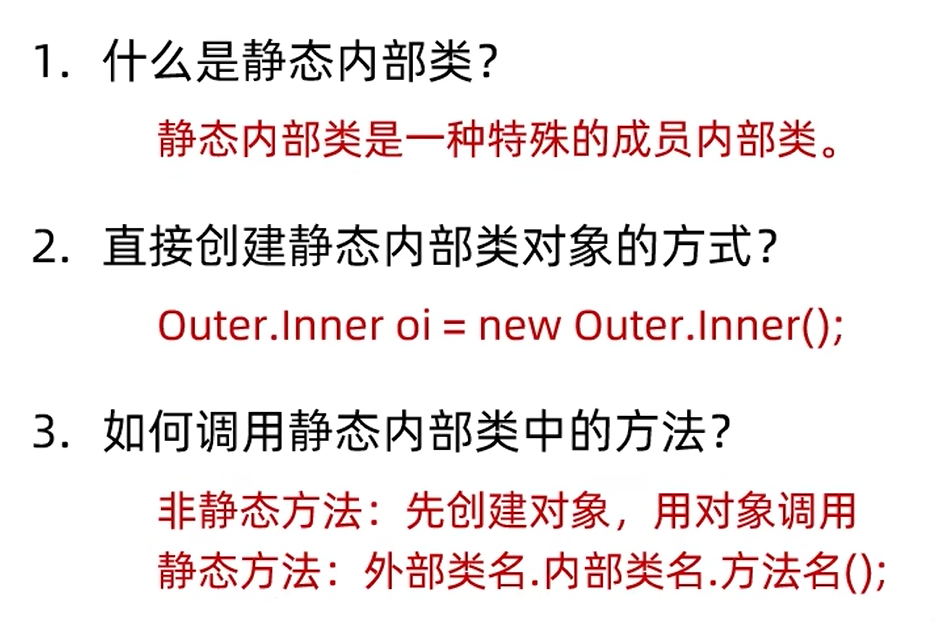 1. 什么是静态内部类？
静态内部类是一种特殊的成员内部类。
2. 直接创建静态内部类对象的方式？
Outer.Inner oi = new Outer.Inner();
3. 如何调用静态内部类中的方法？
非静态方法：先创建对象，用对象调用
静态方法：外部类名.内部类名.方法名();